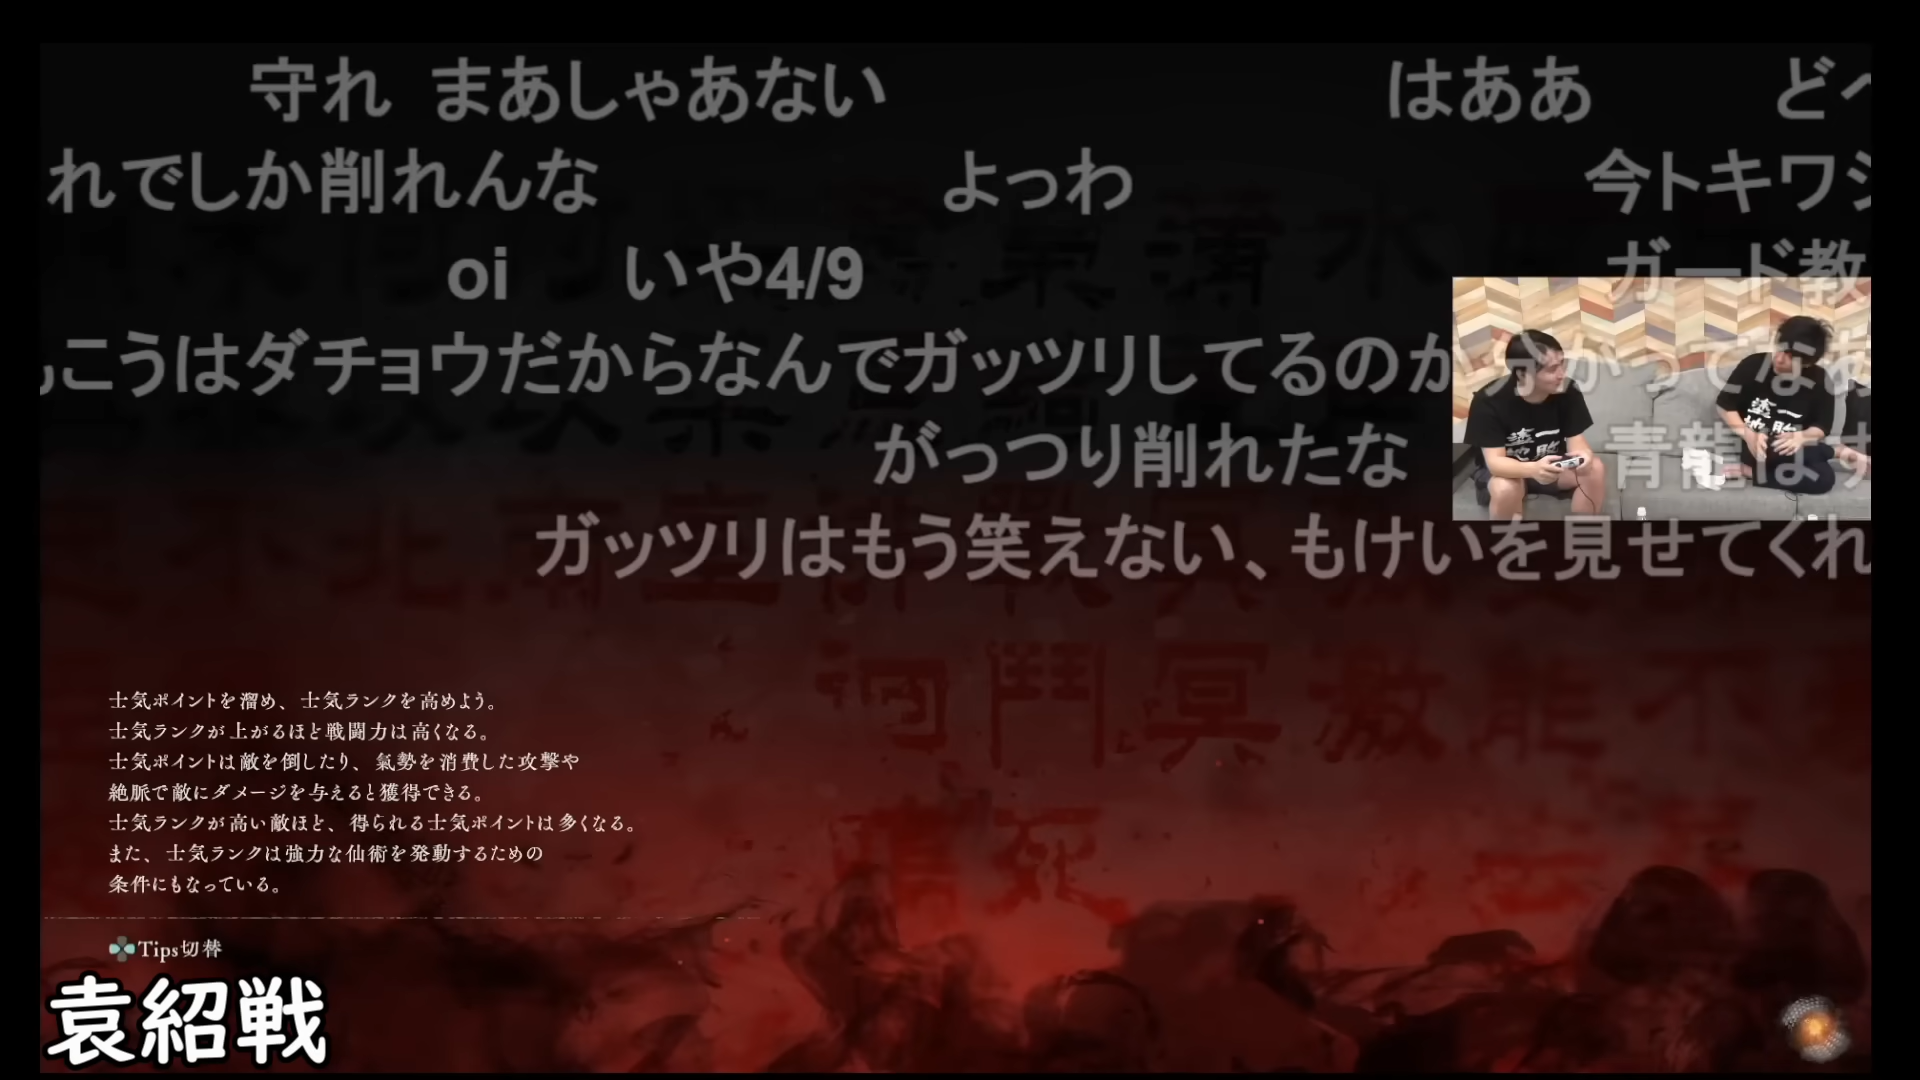 守れ まあしゃあない はああ どへ
れでしか削れんな よっわ 今トキワシ
oi いや4/9 ガード教
こうはダチョウだからなんでガッツリしてるのか分かってなあ
がっつり削れたな 青龍はす
ガッツリはもう笑えない、もけいを見せてくれ
士気ポイントを溜め、士気ランクを高めよう。
士気ランクが上がるほど戦闘力は高くなる。
士気ポイントは敵を倒したり、氣勢を消費した攻撃や
絶脈で敵にダメージを与えると獲得できる。
士気ランクが高い敵ほど、得られる士気ポイントは多くなる。
また、士気ランクは強力な仙術を発動するための
条件にもなっている。
Tips切替
袁紹戦